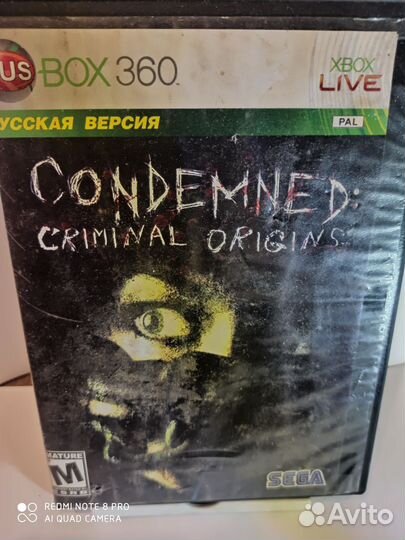 US
BOX 360
XBOX
LIVE
УССКАЯ ВЕРСИЯ
PAL
CONDEMNED:
CRIMINAL ORIGINS
MATURE
M
ESRB
SEGA
REDMI NOTE 8 PRO
AI QUAD CAMERA
Avito